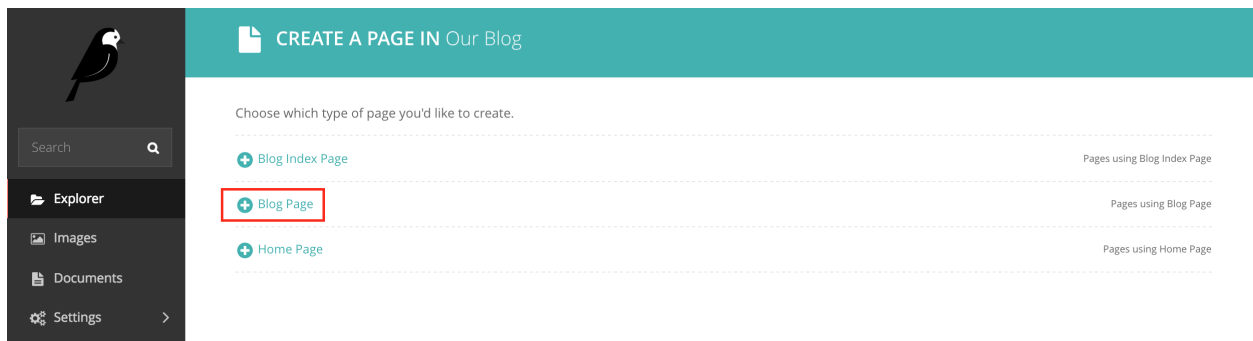 CREATE A PAGE IN Our Blog
Choose which type of page you'd like to create.
Search
Blog Index Page Pages using Blog Index Page
Explorer
Blog Page Pages using Blog Page
Images
Home Page Pages using Home Page
Documents
Settings